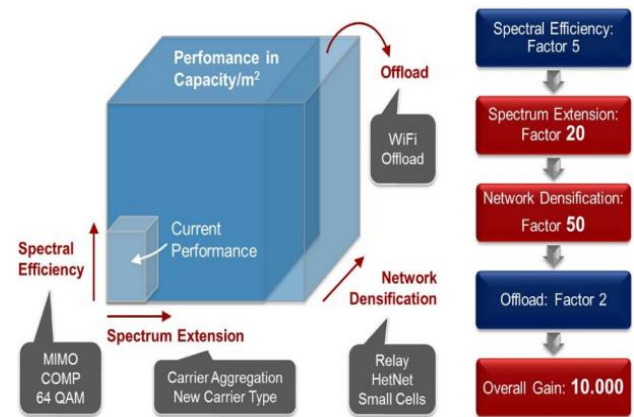 Perfomance in
Capacity/m²
Offload
WiFi
Offload
Current
Performance
Spectral
Efficiency
Network
Densification
Spectrum Extension
MIMO
COMP
64 QAM
Carrier Aggregation
New Carrier Type
Relay
HetNet
Small Cells
Spectral Efficiency:
Factor 5
Spectrum Extension:
Factor 20
Network Densification:
Factor 50
Offload: Factor 2
Overall Gain: 10.000